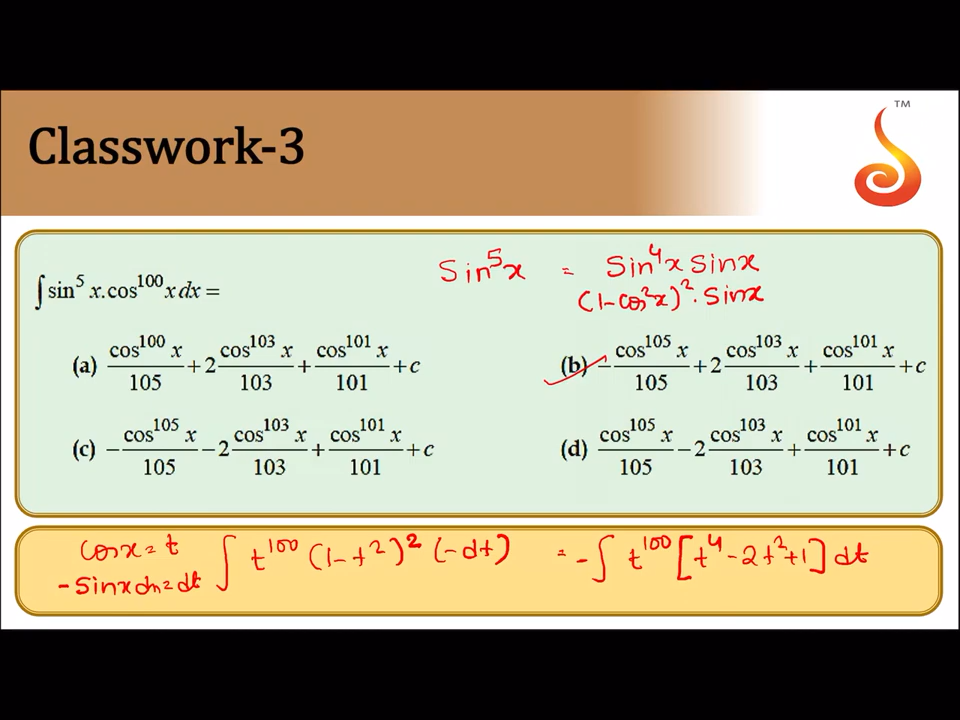 TM
Classwork-3
∫sin⁵ x.cos¹⁰⁰ x dx =
Sin⁵x = Sin⁴x Sinx
(1-cos²x)². Sinx
(a) cos¹⁰⁰ x/105 + 2 cos¹⁰³ x/103 + cos¹⁰¹ x/101 + c
(b) - cos¹⁰⁵ x/105 + 2 cos¹⁰³ x/103 + cos¹⁰¹ x/101 + c
(c) - cos¹⁰⁵ x/105 - 2 cos¹⁰³ x/103 + cos¹⁰¹ x/101 + c
(d) cos¹⁰⁵ x/105 - 2 cos¹⁰³ x/103 + cos¹⁰¹ x/101 + c
cosx = t ∫ t¹⁰⁰ (1-t²)² (-dt) = -∫ t¹⁰⁰ [t⁴ - 2t² + 1] dt
-Sinx dx = dt